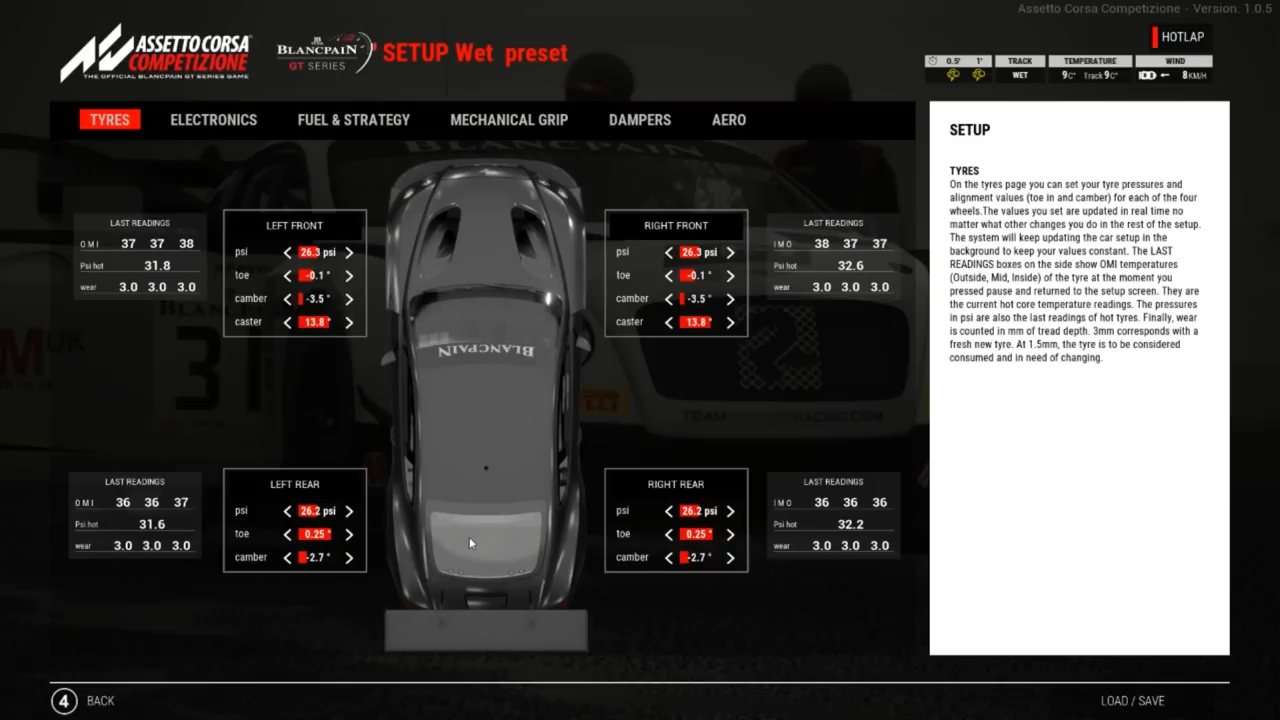 Assetto Corsa Competizione - Version. 1.0.5
ASSETTO CORSA
COMPETIZIONE
THE OFFICIAL BLANCPAIN GT SERIES GAME
BLANCPAIN
GT SERIES
SETUP Wet preset
HOTLAP
0.5' 1' TRACK TEMPERATURE WIND
WET 9C° Track 9C° 8KM/H
TYRES ELECTRONICS FUEL & STRATEGY MECHANICAL GRIP DAMPERS AERO
LAST READINGS
O M I 37 37 38
Psi hot 31.8
wear 3.0 3.0 3.0
LEFT FRONT
psi 26.3 psi
toe -0.1 °
camber -3.5 °
caster 13.8 °
RIGHT FRONT
psi 26.3 psi
toe -0.1 °
camber -3.5 °
caster 13.8 °
LAST READINGS
I M O 38 37 37
Psi hot 32.6
wear 3.0 3.0 3.0
BLANCPAIN
LAST READINGS
O M I 36 36 37
Psi hot 31.6
wear 3.0 3.0 3.0
LEFT REAR
psi 26.2 psi
toe 0.25 °
camber -2.7 °
RIGHT REAR
psi 26.2 psi
toe 0.25 °
camber -2.7 °
LAST READINGS
I M O 36 36 36
Psi hot 32.2
wear 3.0 3.0 3.0
SETUP
TYRES
On the tyres page you can set your tyre pressures and
alignment values (toe in and camber) for each of the four
wheels.The values you set are updated in real time no
matter what other changes you do in the rest of the setup.
The system will keep updating the car setup in the
background to keep your values constant. The LAST
READINGS boxes on the side show OMI temperatures
(Outside, Mid, Inside) of the tyre at the moment you
pressed pause and returned to the setup screen. They are
the current hot core temperature readings. The pressures
in psi are also the last readings of hot tyres. Finally, wear
is counted in mm of tread depth. 3mm corresponds with a
fresh new tyre. At 1.5mm, the tyre is to be considered
consumed and in need of changing.
4 BACK
LOAD / SAVE